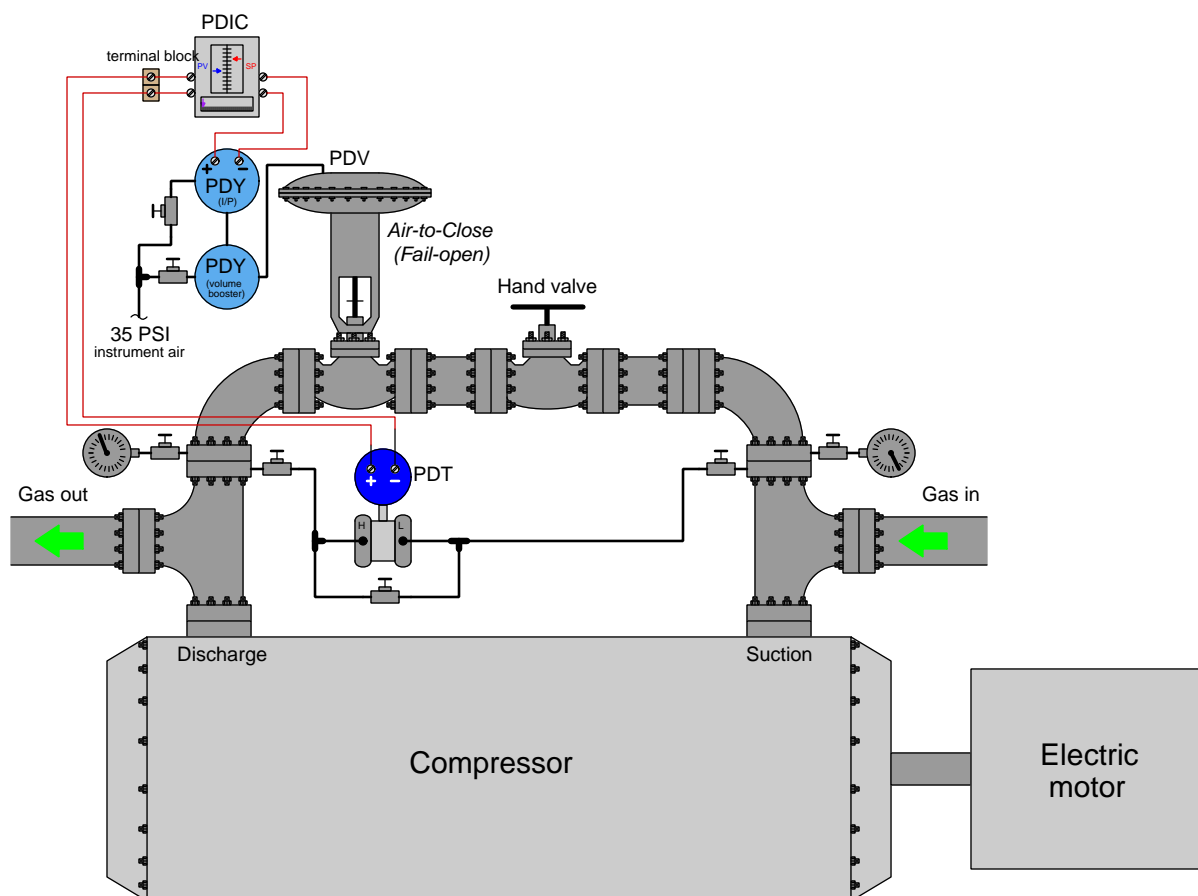 PDIC
terminal block
PV
SP
+ −
PDY
(I/P)
PDV
Air-to-Close
(Fail-open)
PDY
(volume
booster)
Hand valve
35 PSI
instrument air
+ −
PDT
Gas out
Gas in
H
L
Discharge
Suction
Compressor
Electric
motor